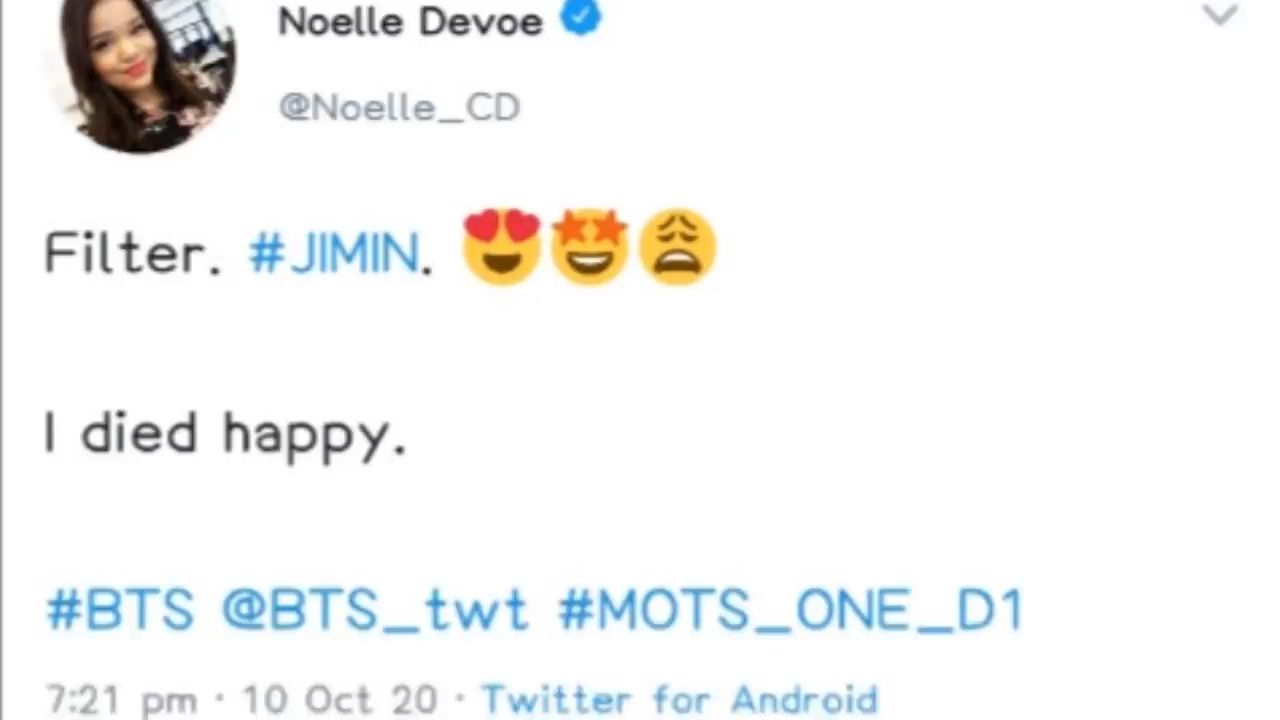 Noelle Devoe
@Noelle_CD
Filter. #JIMIN. 😍🤩😩
I died happy.
#BTS @BTS_twt #MOTS_ONE_D1
7:21 pm · 10 Oct 20 · Twitter for Android